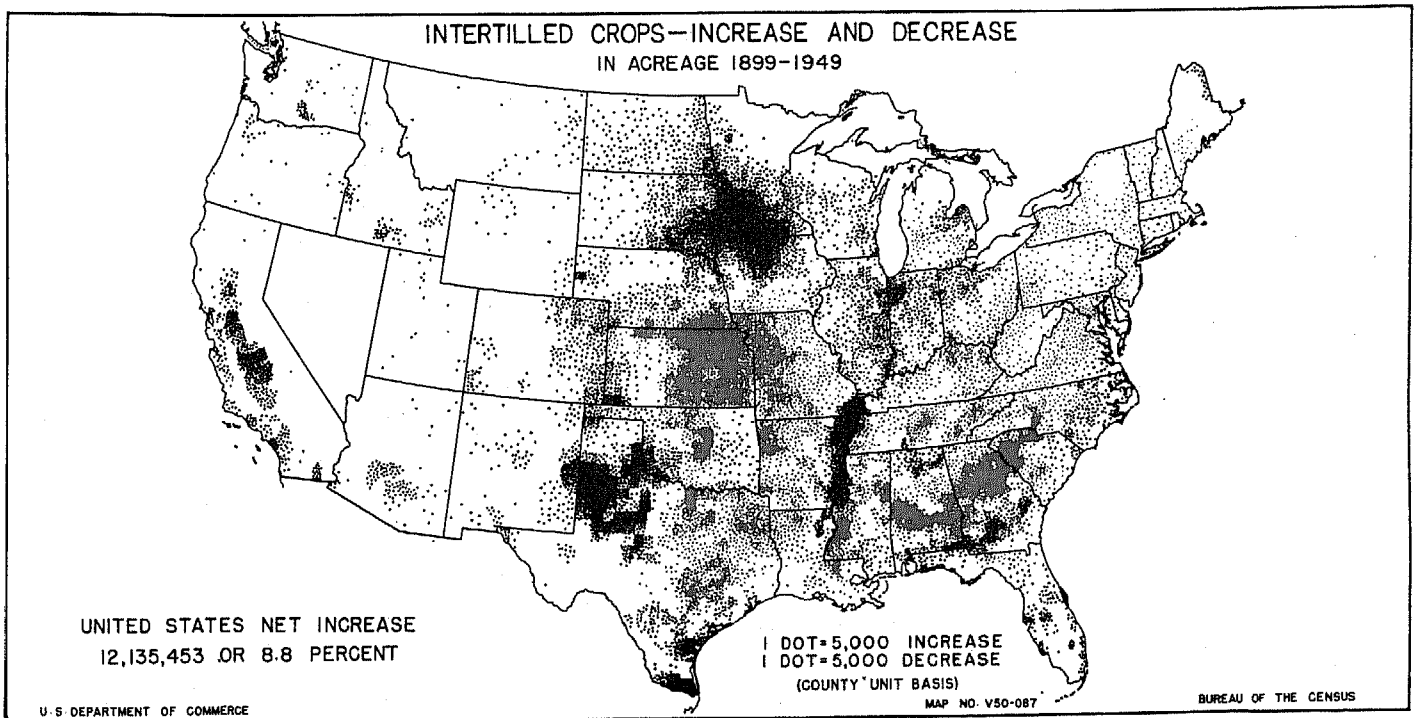 INTERTILLED CROPS—INCREASE AND DECREASE
IN ACREAGE 1899-1949
UNITED STATES NET INCREASE
12,135,453 OR 8.8 PERCENT
1 DOT=5,000 INCREASE
1 DOT=5,000 DECREASE
(COUNTY UNIT BASIS)
U.S. DEPARTMENT OF COMMERCE
MAP NO. V50-087
BUREAU OF THE CENSUS